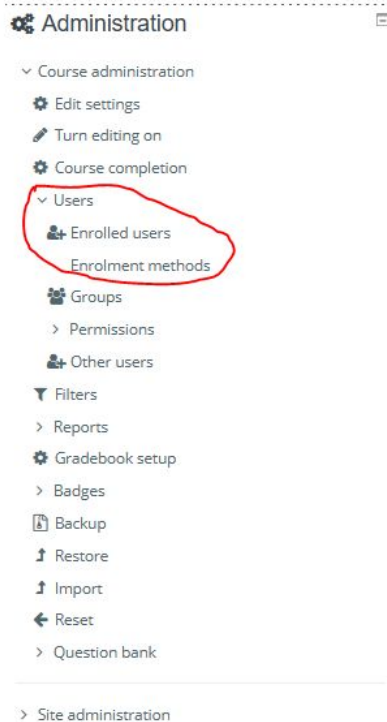 Administration
Course administration
Edit settings
Turn editing on
Course completion
Users
Enrolled users
Enrolment methods
Groups
Permissions
Other users
Filters
Reports
Gradebook setup
Badges
Backup
Restore
Import
Reset
Question bank
Site administration